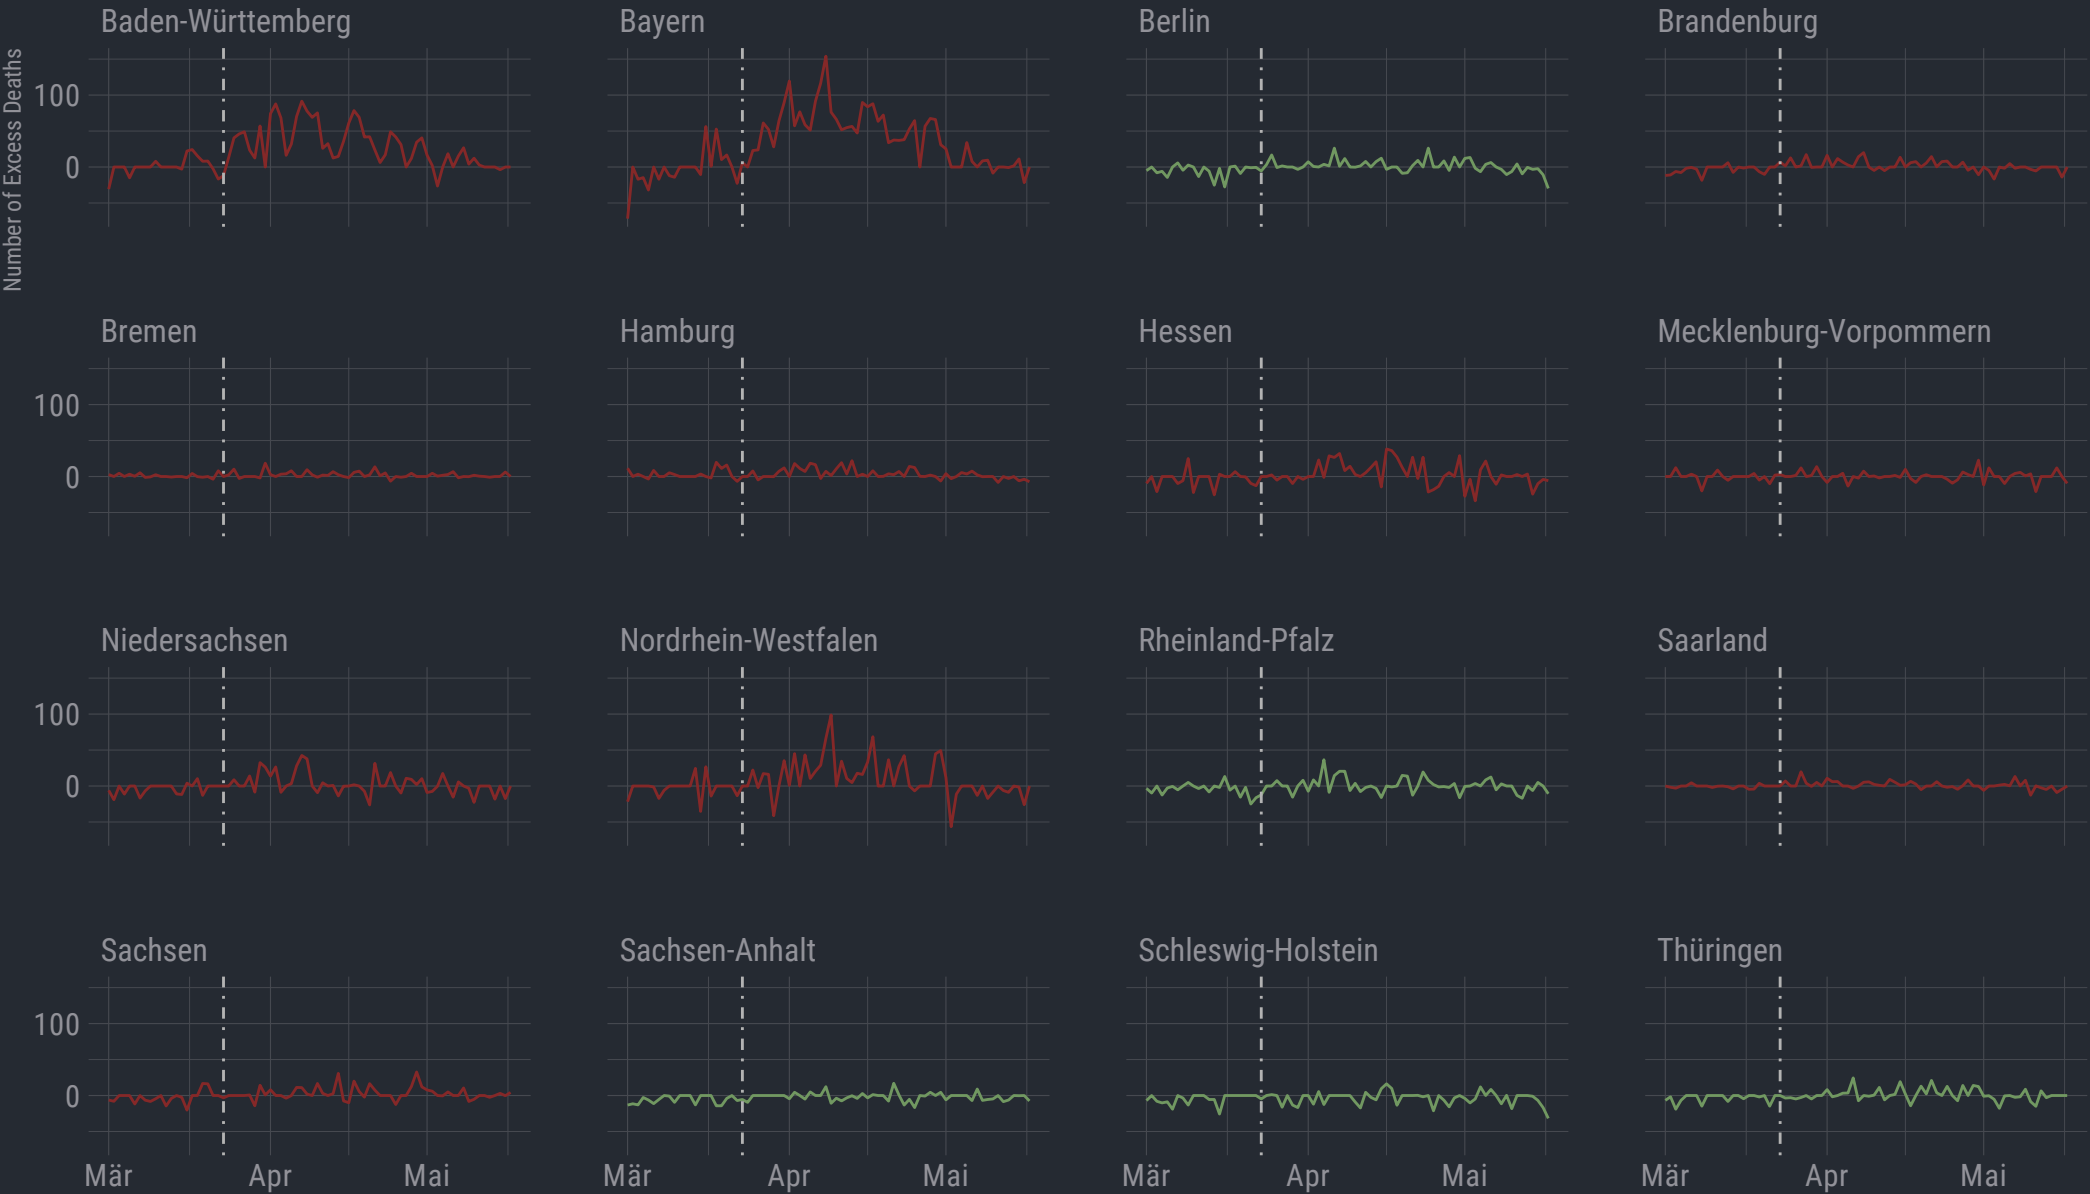 Baden-Württemberg
Bayern
Berlin
Brandenburg
Number of Excess Deaths
100
0
Bremen
Hamburg
Hessen
Mecklenburg-Vorpommern
100
0
Niedersachsen
Nordrhein-Westfalen
Rheinland-Pfalz
Saarland
100
0
Sachsen
Sachsen-Anhalt
Schleswig-Holstein
Thüringen
100
0
Mär Apr Mai
Mär Apr Mai
Mär Apr Mai
Mär Apr Mai